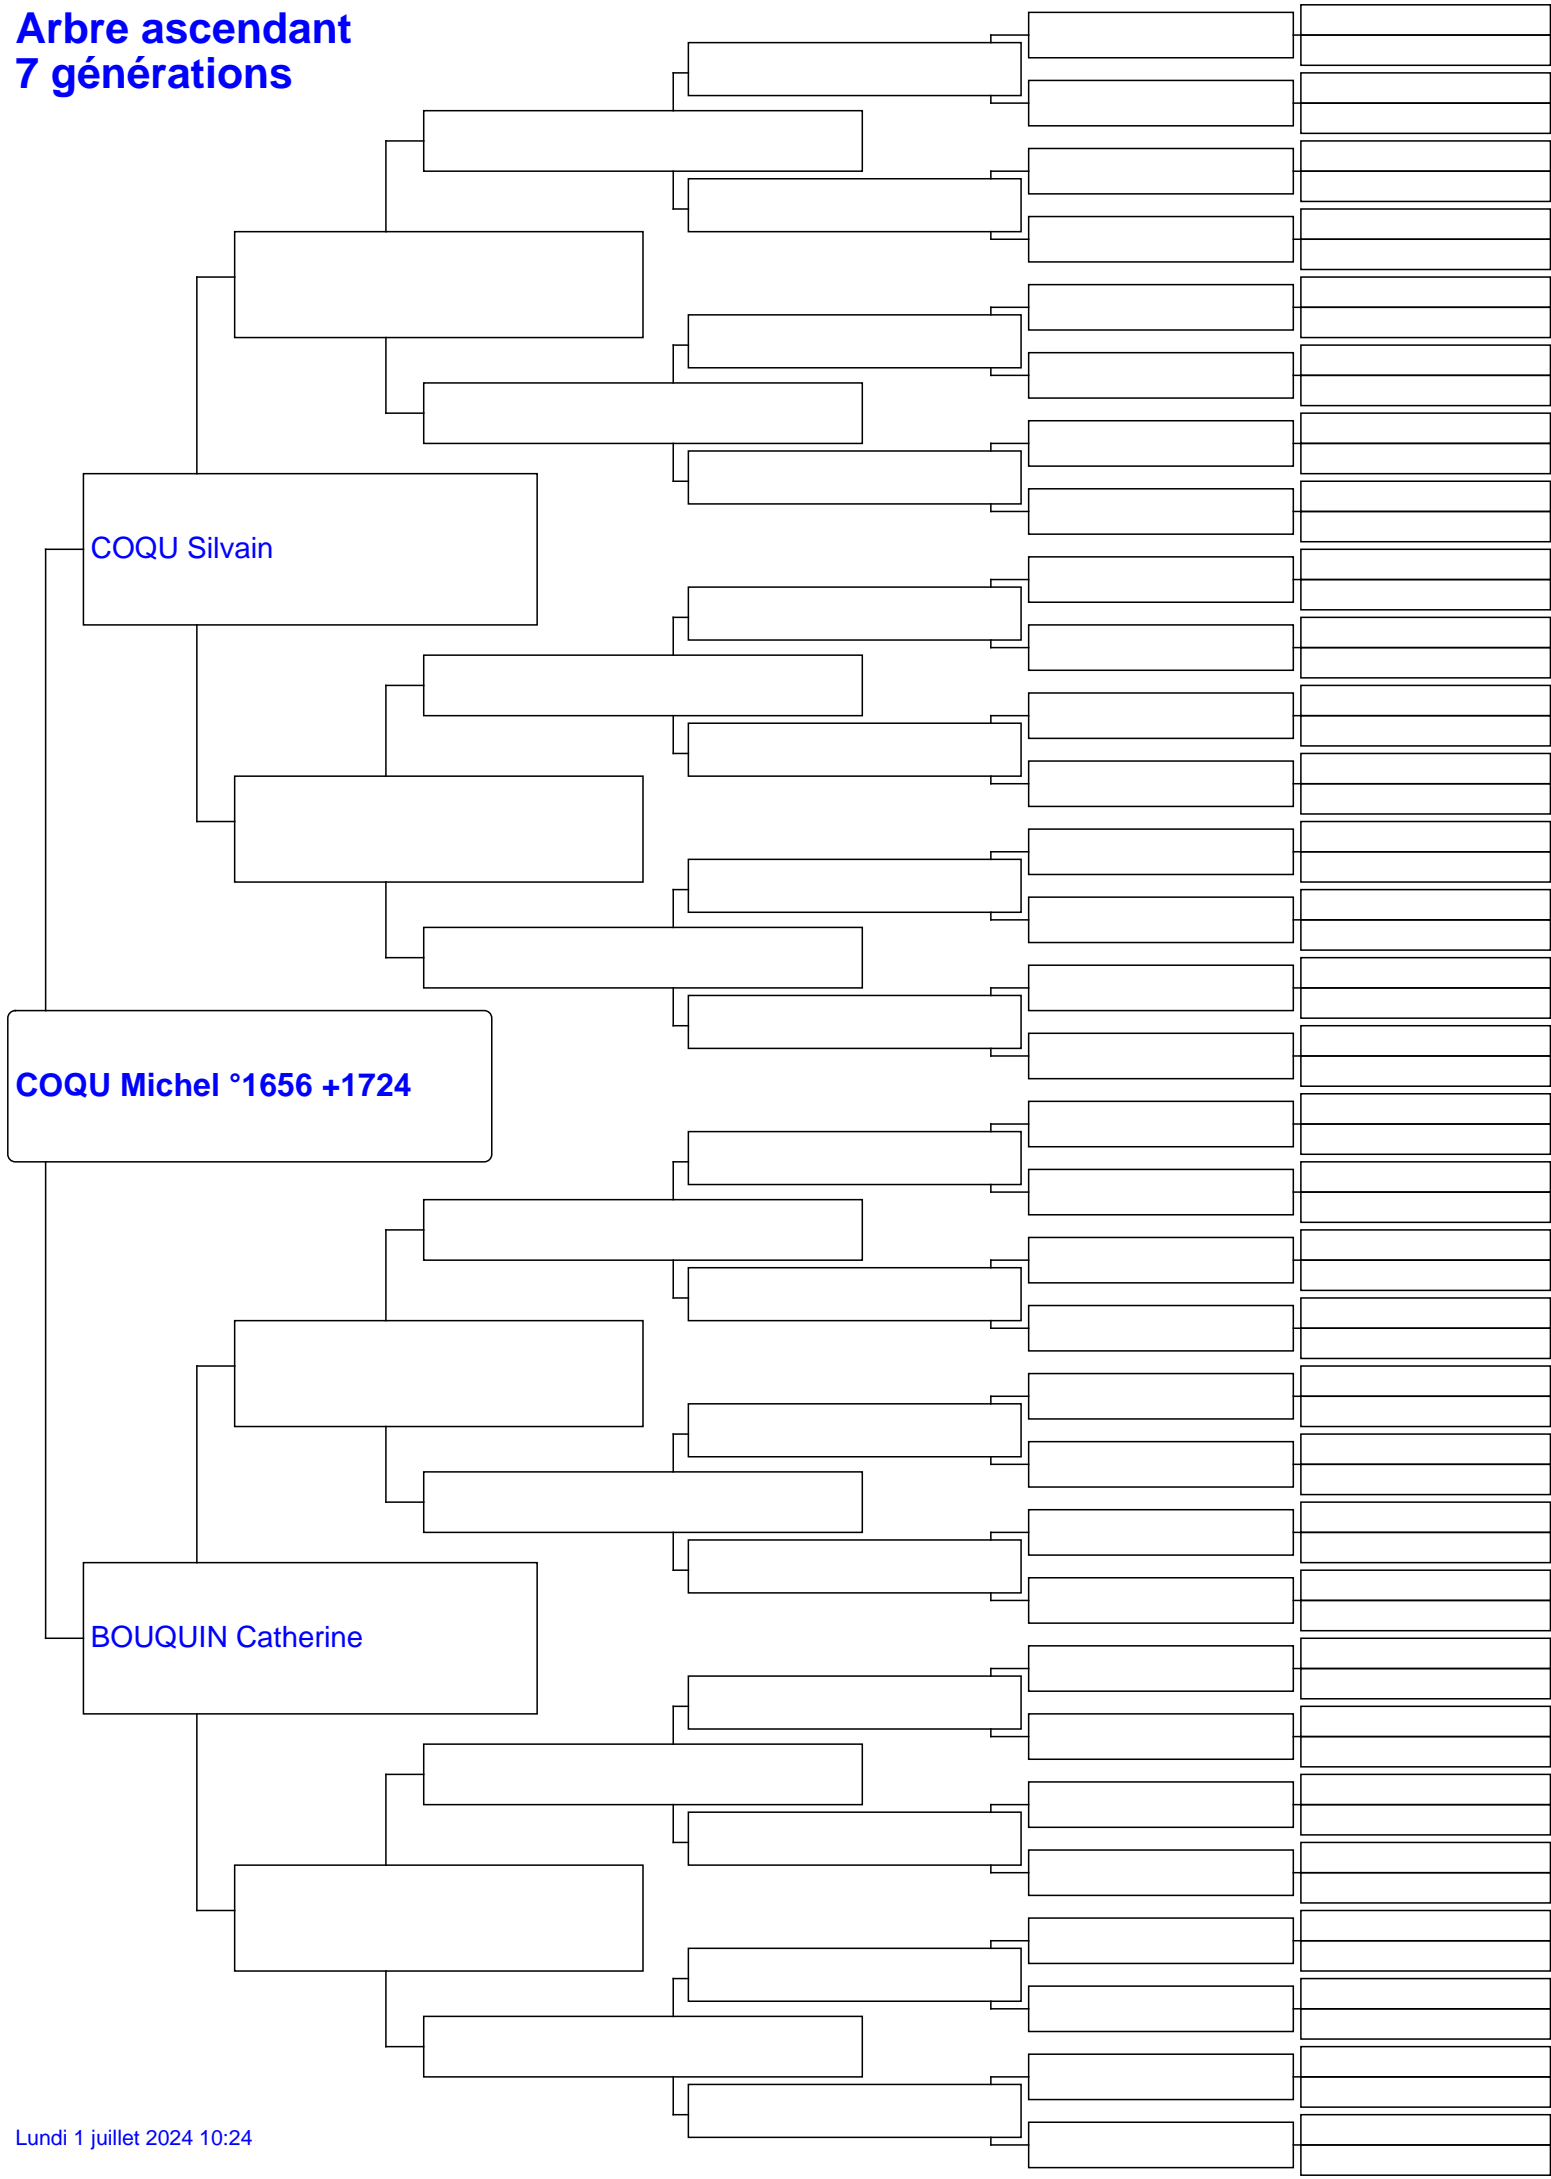 Arbre ascendant
7 générations
COQU Silvain
COQU Michel °1656 +1724
BOUQUIN Catherine
Lundi 1 juillet 2024 10:24